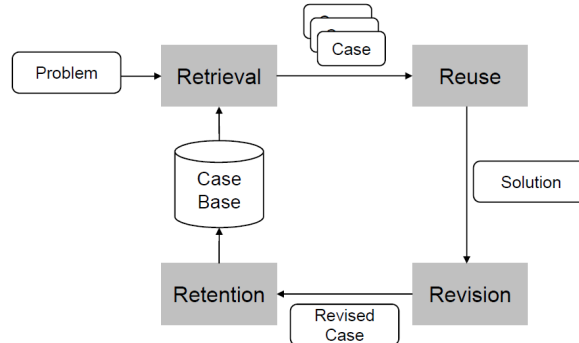 Case
Problem
Retrieval
Reuse
Case
Base
Solution
Retention
Revision
Revised
Case